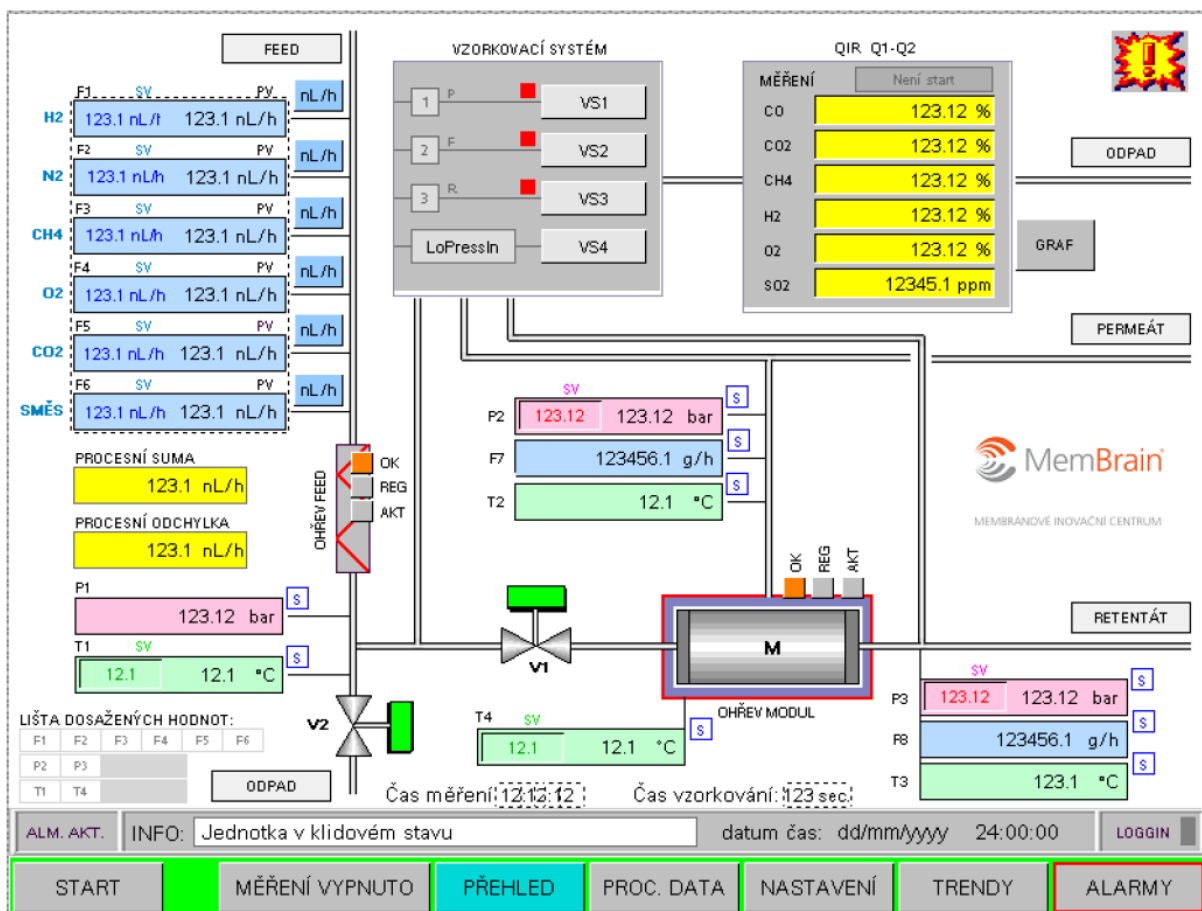 FEED
VZORKOVACÍ SYSTÉM
QIR Q1-Q2
F1 SV PV
nL/h
H2 123.1 nL/h 123.1 nL/h
F2 SV PV
nL/h
N2 123.1 nL/h 123.1 nL/h
F3 SV PV
nL/h
CH4 123.1 nL/h 123.1 nL/h
F4 SV PV
nL/h
O2 123.1 nL/h 123.1 nL/h
F5 SV PV
nL/h
CO2 123.1 nL/h 123.1 nL/h
F6 SV PV
nL/h
SMĚS 123.1 nL/h 123.1 nL/h
1 P VS1
2 F VS2
3 R VS3
LoPressIn VS4
MĚŘENÍ Není start
CO 123.12 %
CO2 123.12 %
CH4 123.12 %
H2 123.12 %
O2 123.12 %
SO2 12345.1 ppm
ODPAD
GRAF
PERMEÁT
PROCESNÍ SUMA
123.1 nL/h
PROCESNÍ ODCHYLKA
123.1 nL/h
OHŘEV FEED
OK
REG
AKT
SV
P2 123.12 123.12 bar S
F7 123456.1 g/h S
T2 12.1 °C S
MemBrain
MEMBRÁNOVÉ INOVAČNÍ CENTRUM
P1
123.12 bar S
T1 SV
12.1 12.1 °C S
V1
OK
REG
AKT
M
OHŘEV MODUL
RETENTÁT
V2
T4 SV
12.1 12.1 °C S
SV
P3 123.12 123.12 bar S
F8 123456.1 g/h S
T3 123.1 °C S
LIŠTA DOSAŽENÝCH HODNOT:
F1 F2 F3 F4 F5 F6
P2 P3
T1 T4
ODPAD
Čas měření: 12:12:12 Čas vzorkování: 123 sec.
ALM. AKT. INFO: Jednotka v klidovém stavu datum čas: dd/mm/yyyy 24:00:00 LOGGIN
START MĚŘENÍ VYPNUTO PŘEHLED PROC. DATA NASTAVENÍ TRENDY ALARMY